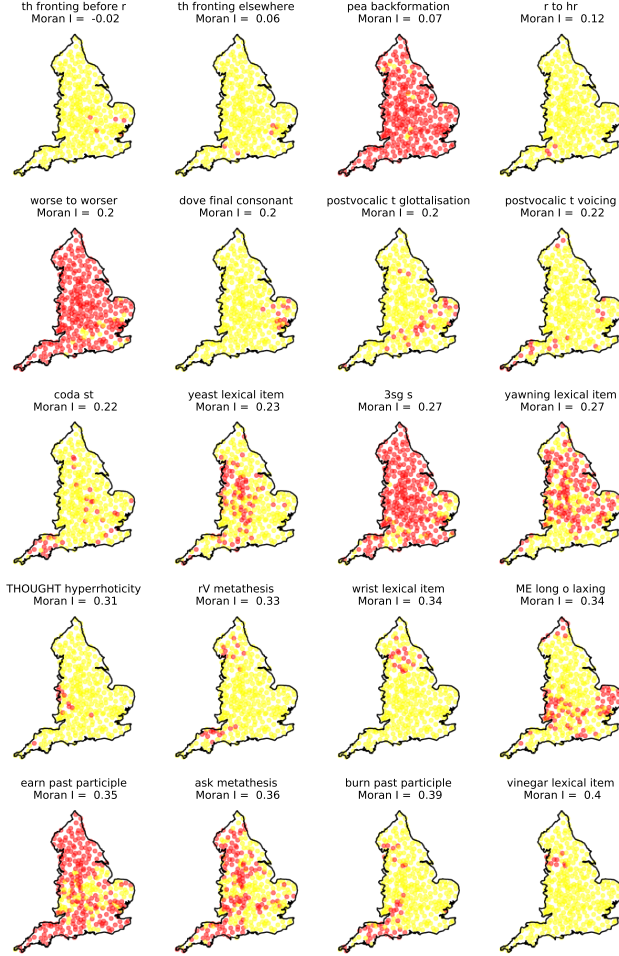 th fronting before r
Moran I =  -0.02
th fronting elsewhere
Moran I =  0.06
pea backformation
Moran I =  0.07
r to hr
Moran I =  0.12
worse to worser
Moran I =  0.2
dove final consonant
Moran I =  0.2
postvocalic t glottalisation
Moran I =  0.2
postvocalic t voicing
Moran I =  0.22
coda st
Moran I =  0.22
yeast lexical item
Moran I =  0.23
3sg s
Moran I =  0.27
yawning lexical item
Moran I =  0.27
THOUGHT hyperrhoticity
Moran I =  0.31
rV metathesis
Moran I =  0.33
wrist lexical item
Moran I =  0.34
ME long o laxing
Moran I =  0.34
earn past participle
Moran I =  0.35
ask metathesis
Moran I =  0.36
burn past participle
Moran I =  0.39
vinegar lexical item
Moran I =  0.4